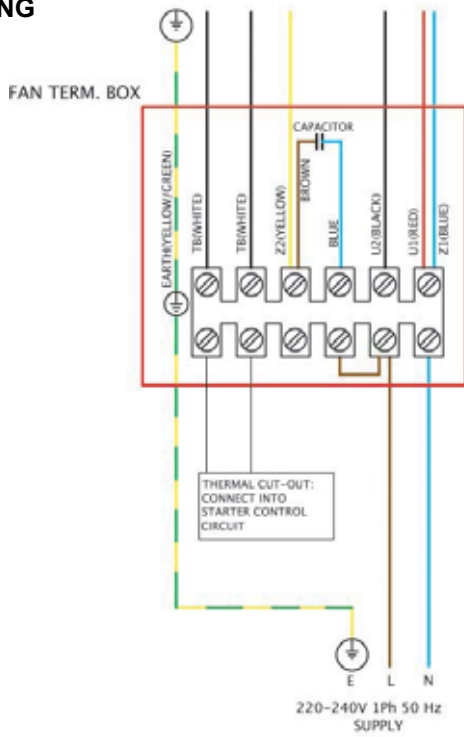 NG
FAN TERM. BOX
CAPACITOR
EARTH(YELLOW/GREEN)
TB(WHITE)
TB(WHITE)
Z2(YELLOW)
BROWN
BLUE
U2(BLACK)
U1(RED)
Z1(BLUE)
THERMAL CUT-OUT:
CONNECT INTO
STARTER CONTROL
CIRCUIT
E L N
220-240V 1Ph 50 Hz
SUPPLY